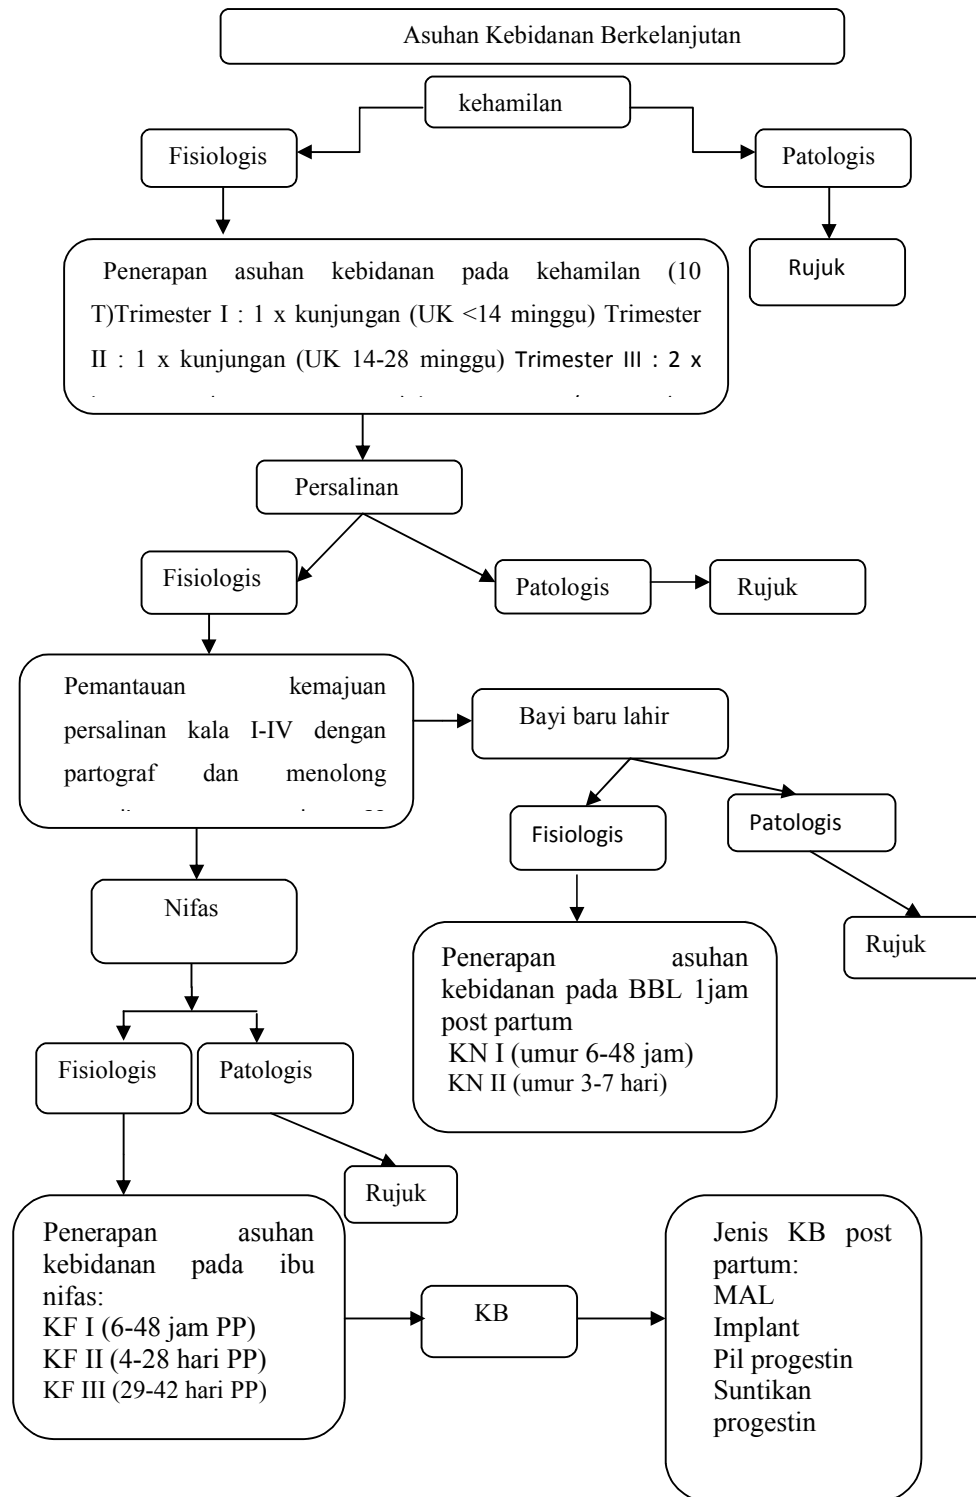 Asuhan Kebidanan Berkelanjutan
kehamilan
Fisiologis
Patologis
Rujuk
Penerapan asuhan kebidanan pada kehamilan (10
T)Trimester I : 1 x kunjungan (UK <14 minggu) Trimester
II : 1 x kunjungan (UK 14-28 minggu) Trimester III : 2 x
Persalinan
Fisiologis
Patologis
Rujuk
Pemantauan kemajuan
persalinan kala I-IV dengan
partograf dan menolong
Bayi baru lahir
Fisiologis
Patologis
Rujuk
Nifas
Penerapan asuhan
kebidanan pada BBL 1jam
post partum
KN I (umur 6-48 jam)
KN II (umur 3-7 hari)
Fisiologis
Patologis
Rujuk
Penerapan asuhan
kebidanan pada ibu
nifas:
KF I (6-48 jam PP)
KF II (4-28 hari PP)
KF III (29-42 hari PP)
KB
Jenis KB post
partum:
MAL
Implant
Pil progestin
Suntikan
progestin